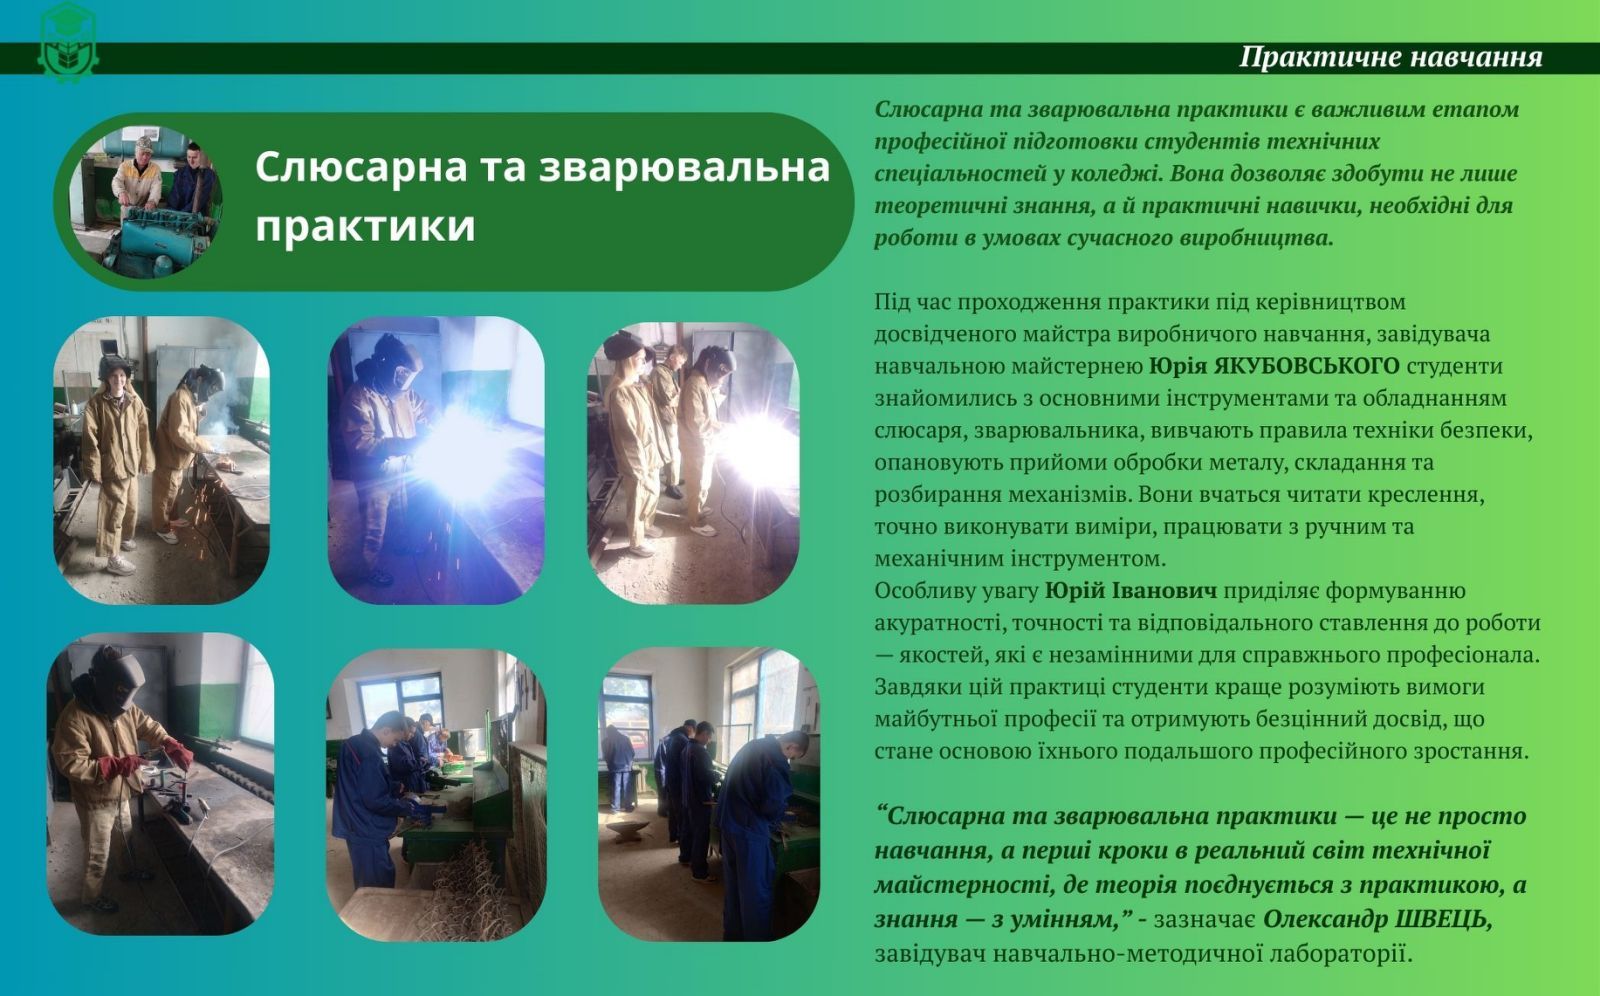 Практичне навчання
Слюсарна та зварювальна
практики
Слюсарна та зварювальна практики є важливим етапом
професійної підготовки студентів технічних
спеціальностей у коледжі. Вона дозволяє здобути не лише
теоретичні знання, а й практичні навички, необхідні для
роботи в умовах сучасного виробництва.
Під час проходження практики під керівництвом
досвідченого майстра виробничого навчання, завідувача
навчальною майстернею Юрія ЯКУБОВСЬКОГО студенти
знайомились з основними інструментами та обладнанням
слюсаря, зварювальника, вивчають правила техніки безпеки,
опановують прийоми обробки металу, складання та
розбирання механізмів. Вони вчаться читати креслення,
точно виконувати виміри, працювати з ручним та
механічним інструментом.
Особливу увагу Юрій Іванович приділяє формуванню
акуратності, точності та відповідального ставлення до роботи
— якостей, які є незамінними для справжнього професіонала.
Завдяки цій практиці студенти краще розуміють вимоги
майбутньої професії та отримують безцінний досвід, що
стане основою їхнього подальшого професійного зростання.
“Слюсарна та зварювальна практики — це не просто
навчання, а перші кроки в реальний світ технічної
майстерності, де теорія поєднується з практикою, а
знання — з умінням,” - зазначає Олександр ШВЕЦЬ,
завідувач навчально-методичної лабораторії.